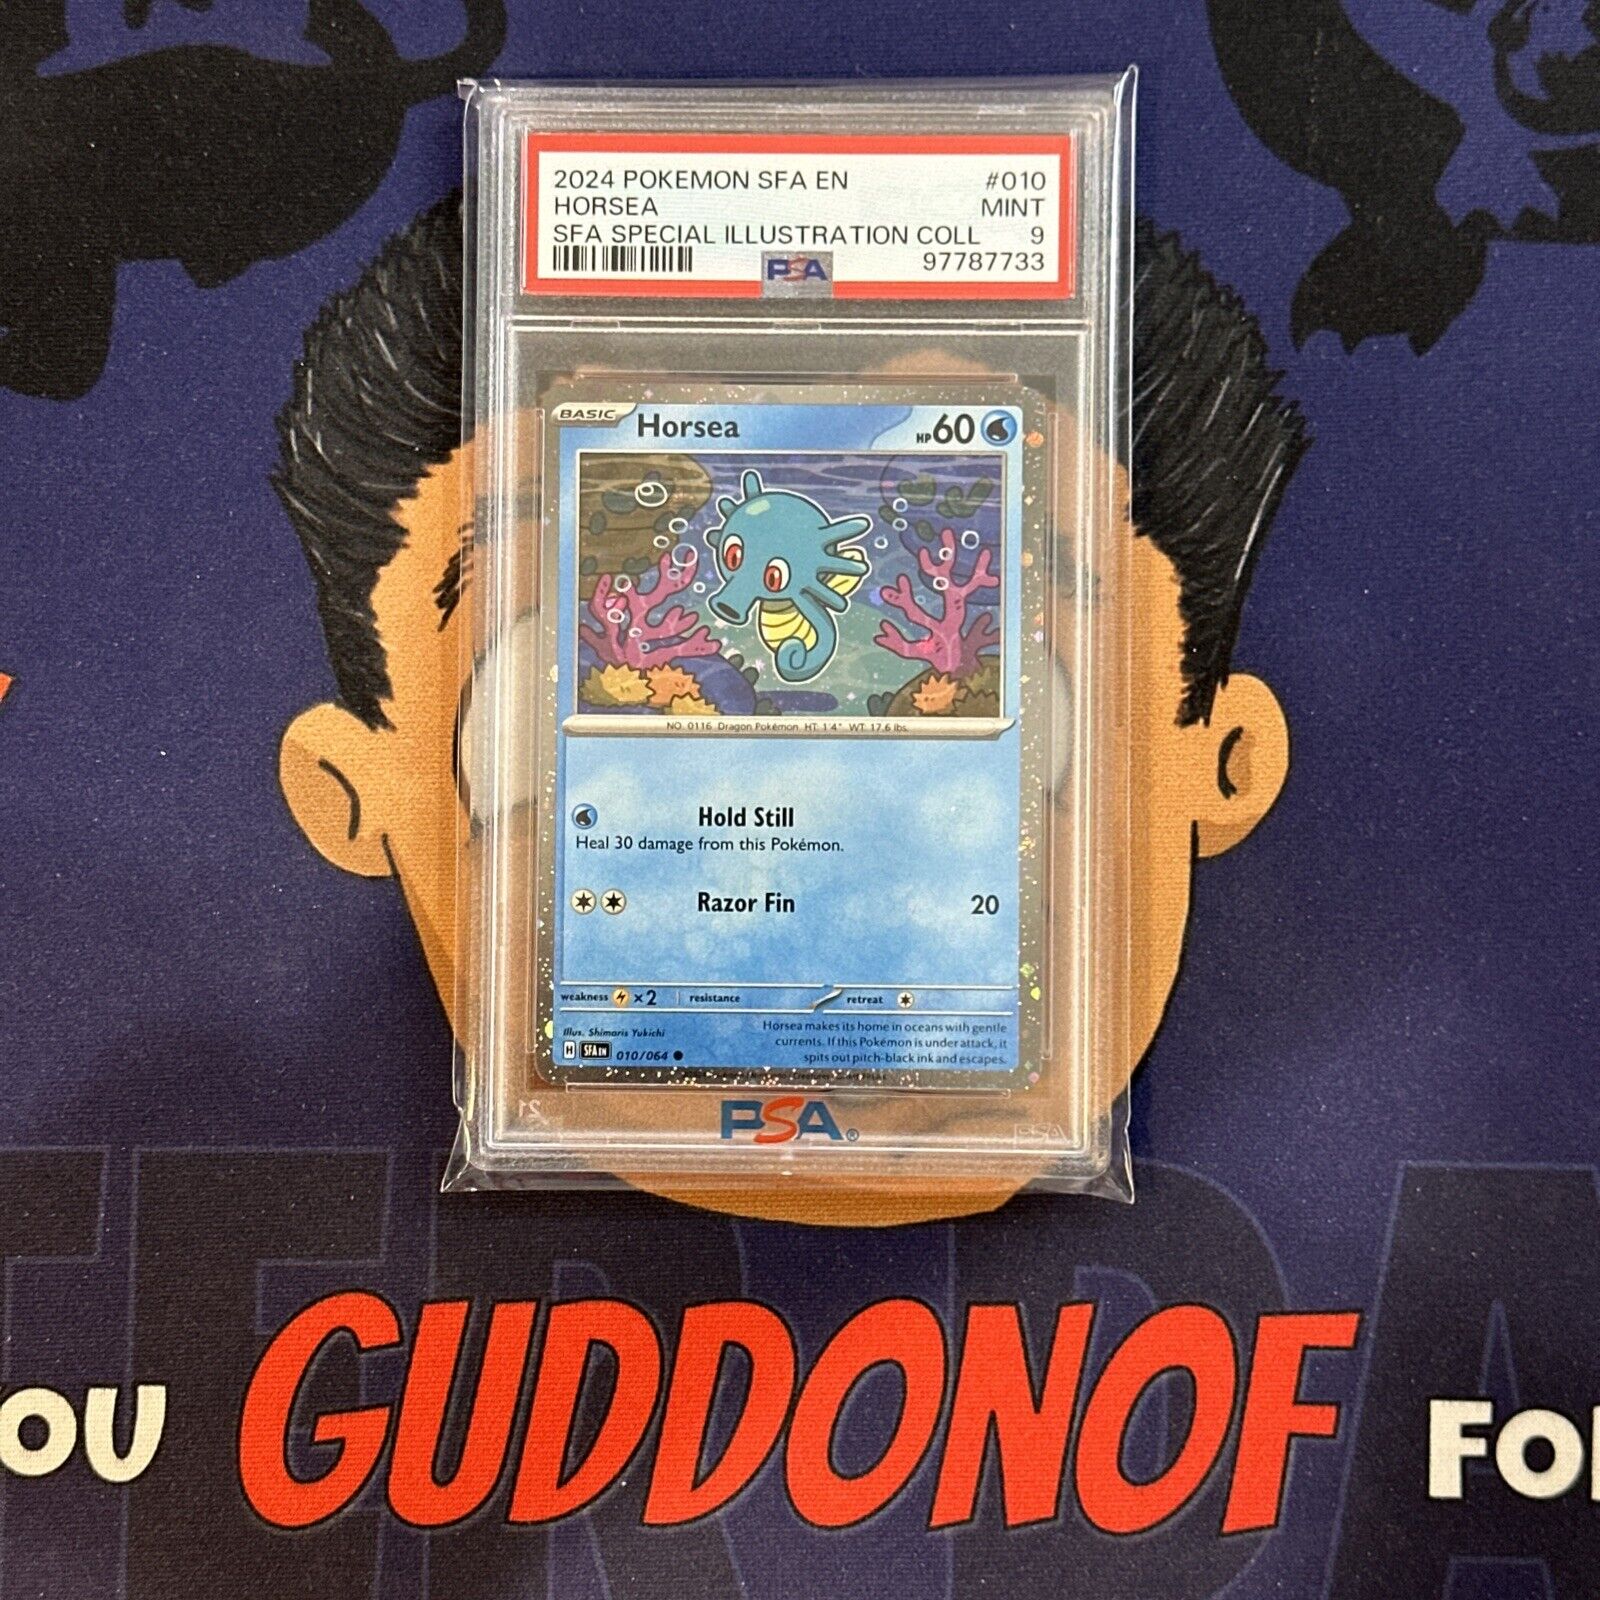 2024 POKEMON SFA EN #010
HORSEA MINT
SFA SPECIAL ILLUSTRATION COLL 9
97787733
PSA
BASIC Horsea HP60
NO. 0116 Dragon Pokémon HT: 1'4" WT: 17.6 lbs.
Hold Still
Heal 30 damage from this Pokémon.
Razor Fin 20
weakness ×2 resistance retreat
Illus. Shimaris Yukichi
Horsea makes its home in oceans with gentle
currents. If this Pokémon is under attack, it
spits out pitch-black ink and escapes.
H SFA EN 010/064
PSA®
OU GUDDONOF FO